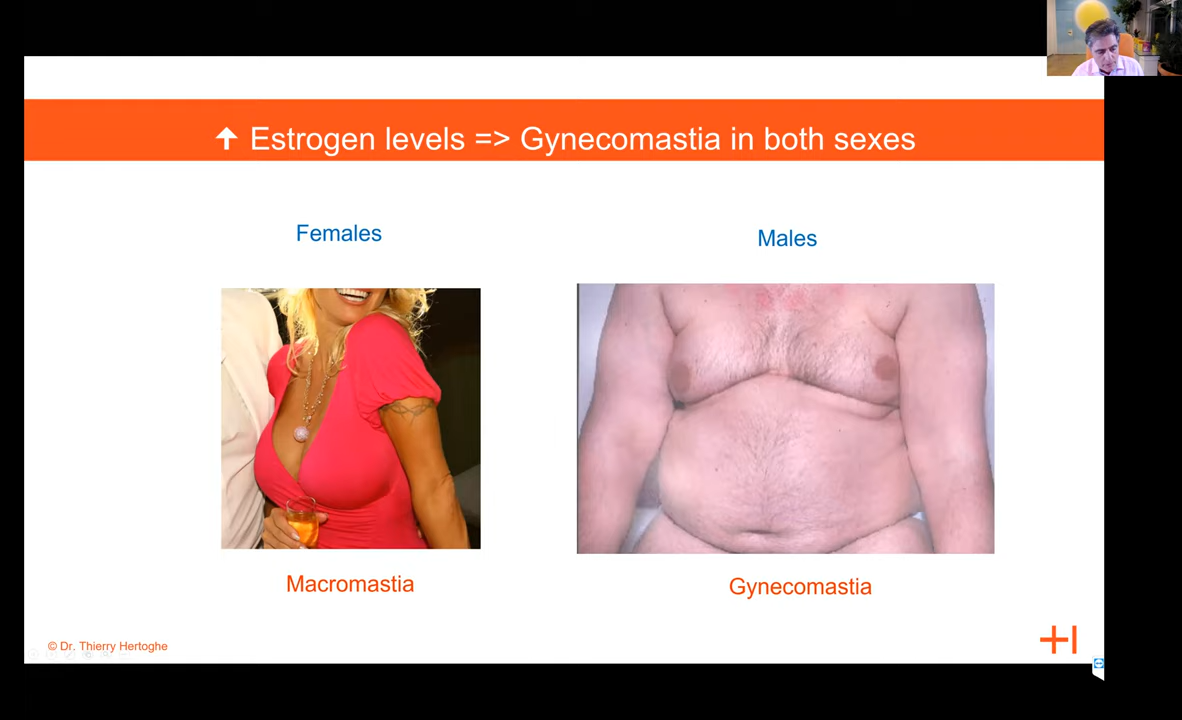 ↑ Estrogen levels => Gynecomastia in both sexes
Females
Males
Macromastia
Gynecomastia
© Dr. Thierry Hertoghe